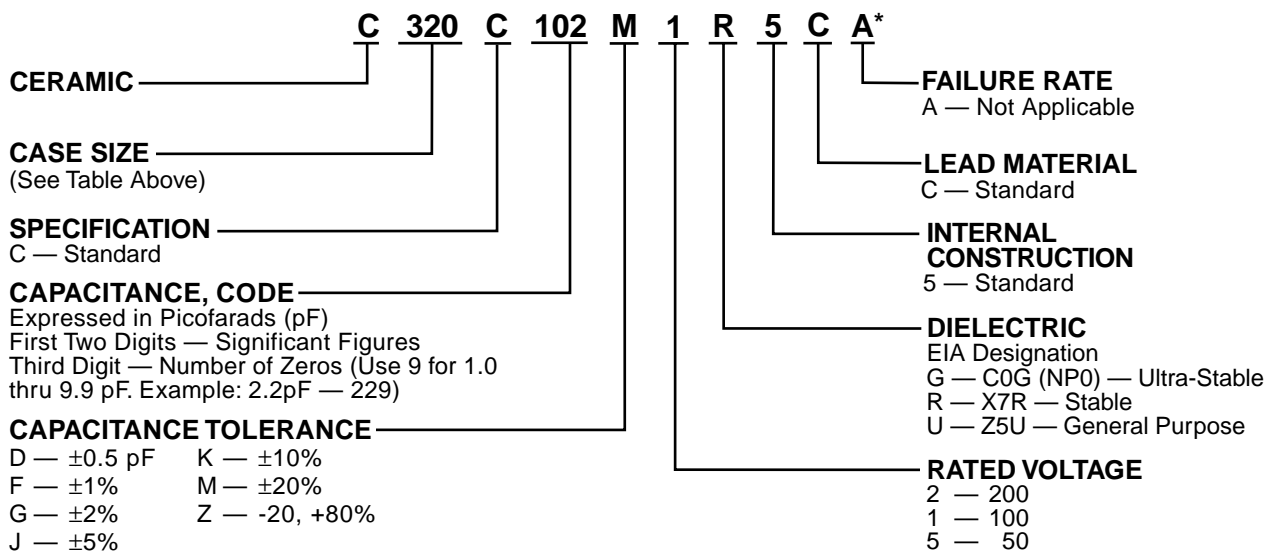 C 320 C 102 M 1 R 5 C A*
CERAMIC
CASE SIZE
(See Table Above)
SPECIFICATION
C — Standard
CAPACITANCE, CODE
Expressed in Picofarads (pF)
First Two Digits — Significant Figures
Third Digit — Number of Zeros (Use 9 for 1.0
thru 9.9 pF. Example: 2.2pF — 229)
CAPACITANCE TOLERANCE
D — ±0.5 pF K — ±10%
F — ±1% M — ±20%
G — ±2% Z — -20, +80%
J — ±5%
FAILURE RATE
A — Not Applicable
LEAD MATERIAL
C — Standard
INTERNAL
CONSTRUCTION
5 — Standard
DIELECTRIC
EIA Designation
G — C0G (NP0) — Ultra-Stable
R — X7R — Stable
U — Z5U — General Purpose
RATED VOLTAGE
2 — 200
1 — 100
5 — 50